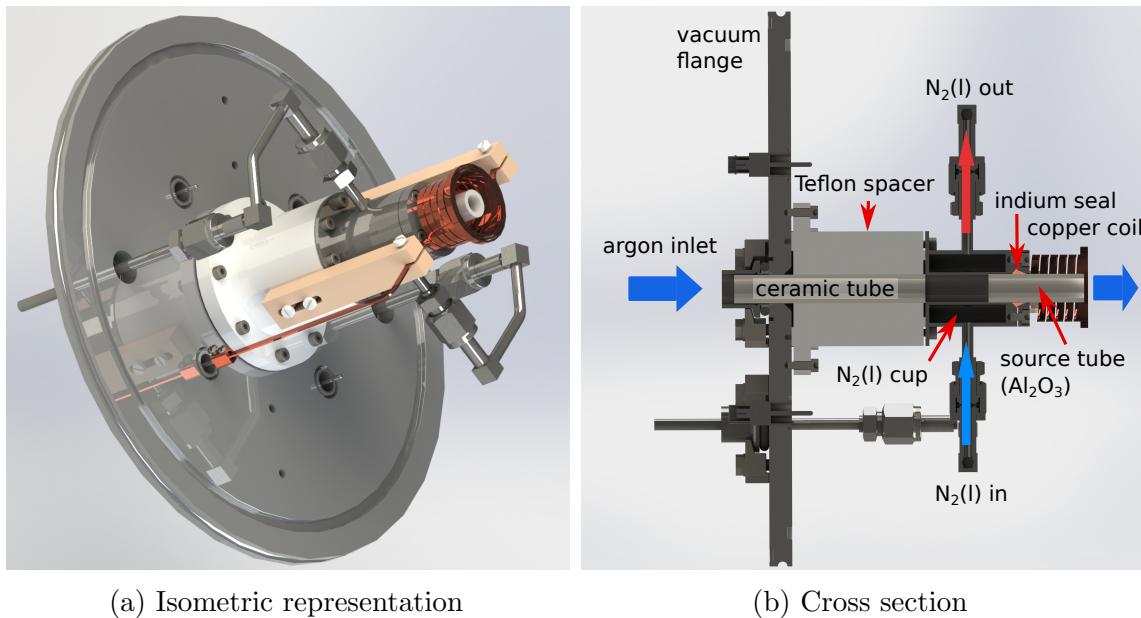 vacuum
flange
N₂(l) out
Teflon spacer
indium seal
copper coil
argon inlet
ceramic tube
source tube
(Al₂O₃)
N₂(l) cup
N₂(l) in
(a) Isometric representation
(b) Cross section